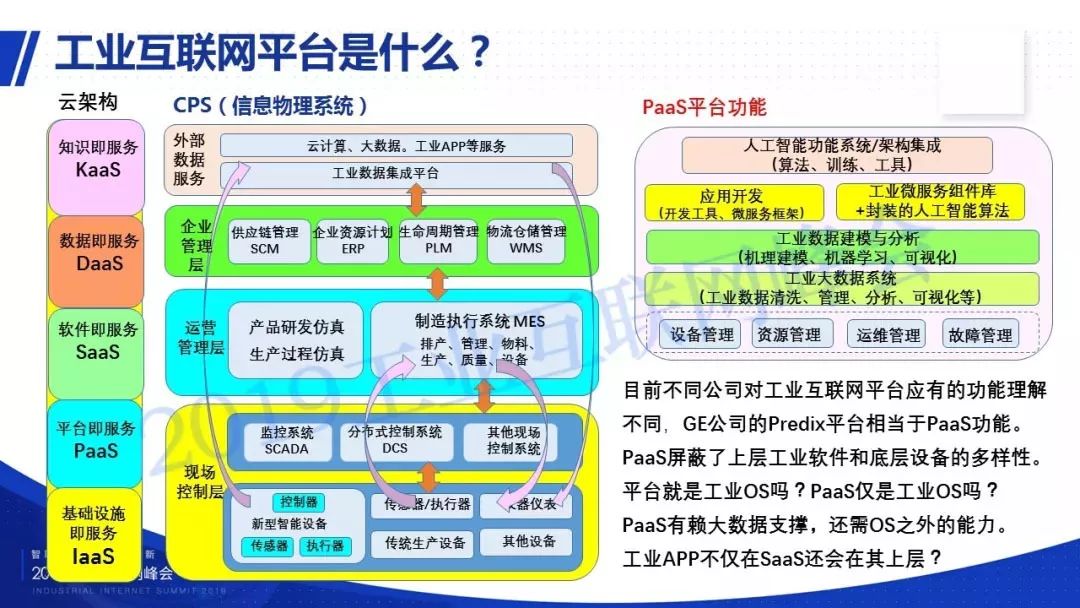 工业互联网平台是什么？
云架构
知识即服务
KaaS
数据即服务
DaaS
软件即服务
SaaS
平台即服务
PaaS
基础设施
即服务
IaaS
CPS（信息物理系统）
外部
数据
服务
云计算、大数据。工业APP等服务
工业数据集成平台
企业
管理
层
供应链管理
SCM
企业资源计划
ERP
生命周期管理
PLM
物流仓储管理
WMS
运营
管理层
产品研发仿真
生产过程仿真
制造执行系统 MES
排产、管理、物料、
生产、质量、设备
现场
控制层
监控系统
SCADA
分布式控制系统
DCS
其他现场
控制系统
控制器
新型智能设备
传感器
执行器
传感器/执行器
传统生产设备
器仪表
其他设备
PaaS平台功能
人工智能功能系统/架构集成
(算法、训练、工具)
应用开发
(开发工具、微服务框架)
工业微服务组件库
+封装的人工智能算法
工业数据建模与分析
(机理建模、机器学习、可视化)
工业大数据系统
(工业数据清洗、管理、分析、可视化等)
设备管理
资源管理
运维管理
故障管理
目前不同公司对工业互联网平台应有的功能理解
不同，GE公司的Predix平台相当于PaaS功能。
PaaS屏蔽了上层工业软件和底层设备的多样性。
平台就是工业OS吗？PaaS仅是工业OS吗？
PaaS有赖大数据支撑，还需OS之外的能力。
工业APP不仅在SaaS还会在其上层？
2019工业互联网峰会
INDUSTRIAL INTERNET SUMMIT 2019